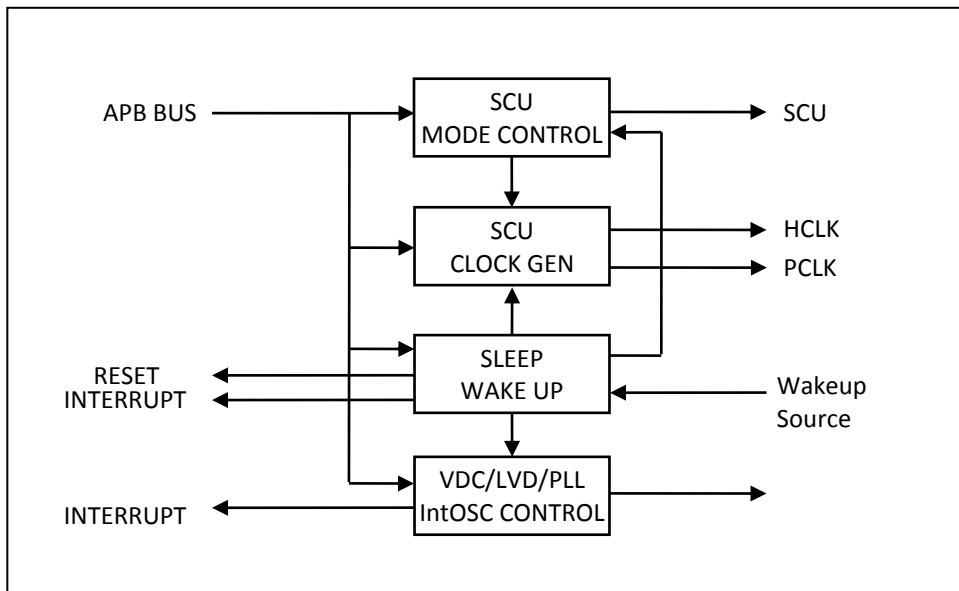 APB BUS
SCU
MODE CONTROL
SCU
SCU
CLOCK GEN
HCLK
PCLK
SLEEP
WAKE UP
RESET
INTERRUPT
Wakeup
Source
VDC/LVD/PLL
IntOSC CONTROL
INTERRUPT